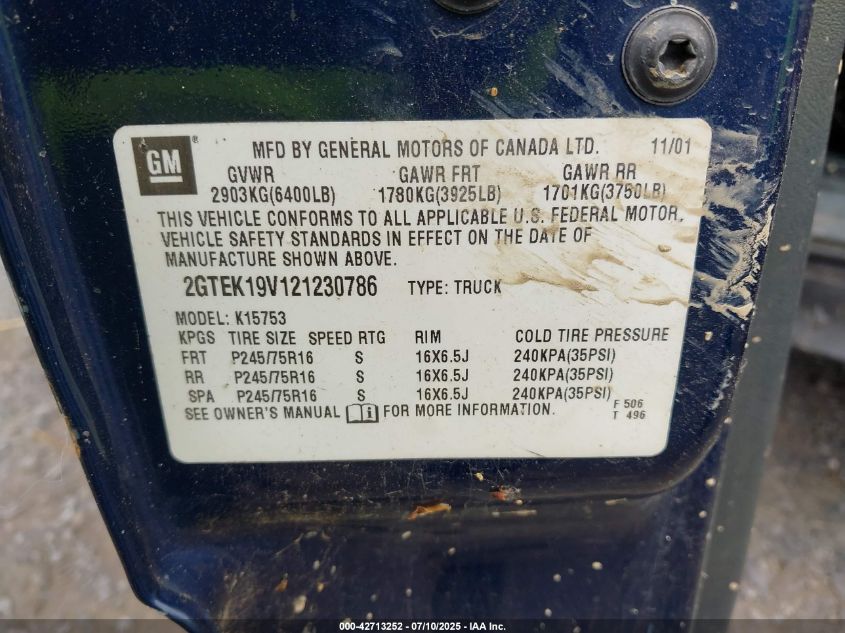 GM ®
MFD BY GENERAL MOTORS OF CANADA LTD. 11/01
GVWR GAWR FRT GAWR RR
2903KG(6400LB) 1780KG(3925LB) 1701KG(3750LB)
THIS VEHICLE CONFORMS TO ALL APPLICABLE U.S. FEDERAL MOTOR,
VEHICLE SAFETY STANDARDS IN EFFECT ON THE DATE OF
MANUFACTURE SHOWN ABOVE.
2GTEK19V121230786 TYPE: TRUCK
MODEL: K15753
KPGS TIRE SIZE SPEED RTG RIM COLD TIRE PRESSURE
FRT P245/75R16 S 16X6.5J 240KPA(35PSI)
RR P245/75R16 S 16X6.5J 240KPA(35PSI)
SPA P245/75R16 S 16X6.5J 240KPA(35PSI)
SEE OWNER'S MANUAL i FOR MORE INFORMATION.
F 506
T 496
000-42713252 - 07/10/2025 - IAA Inc.